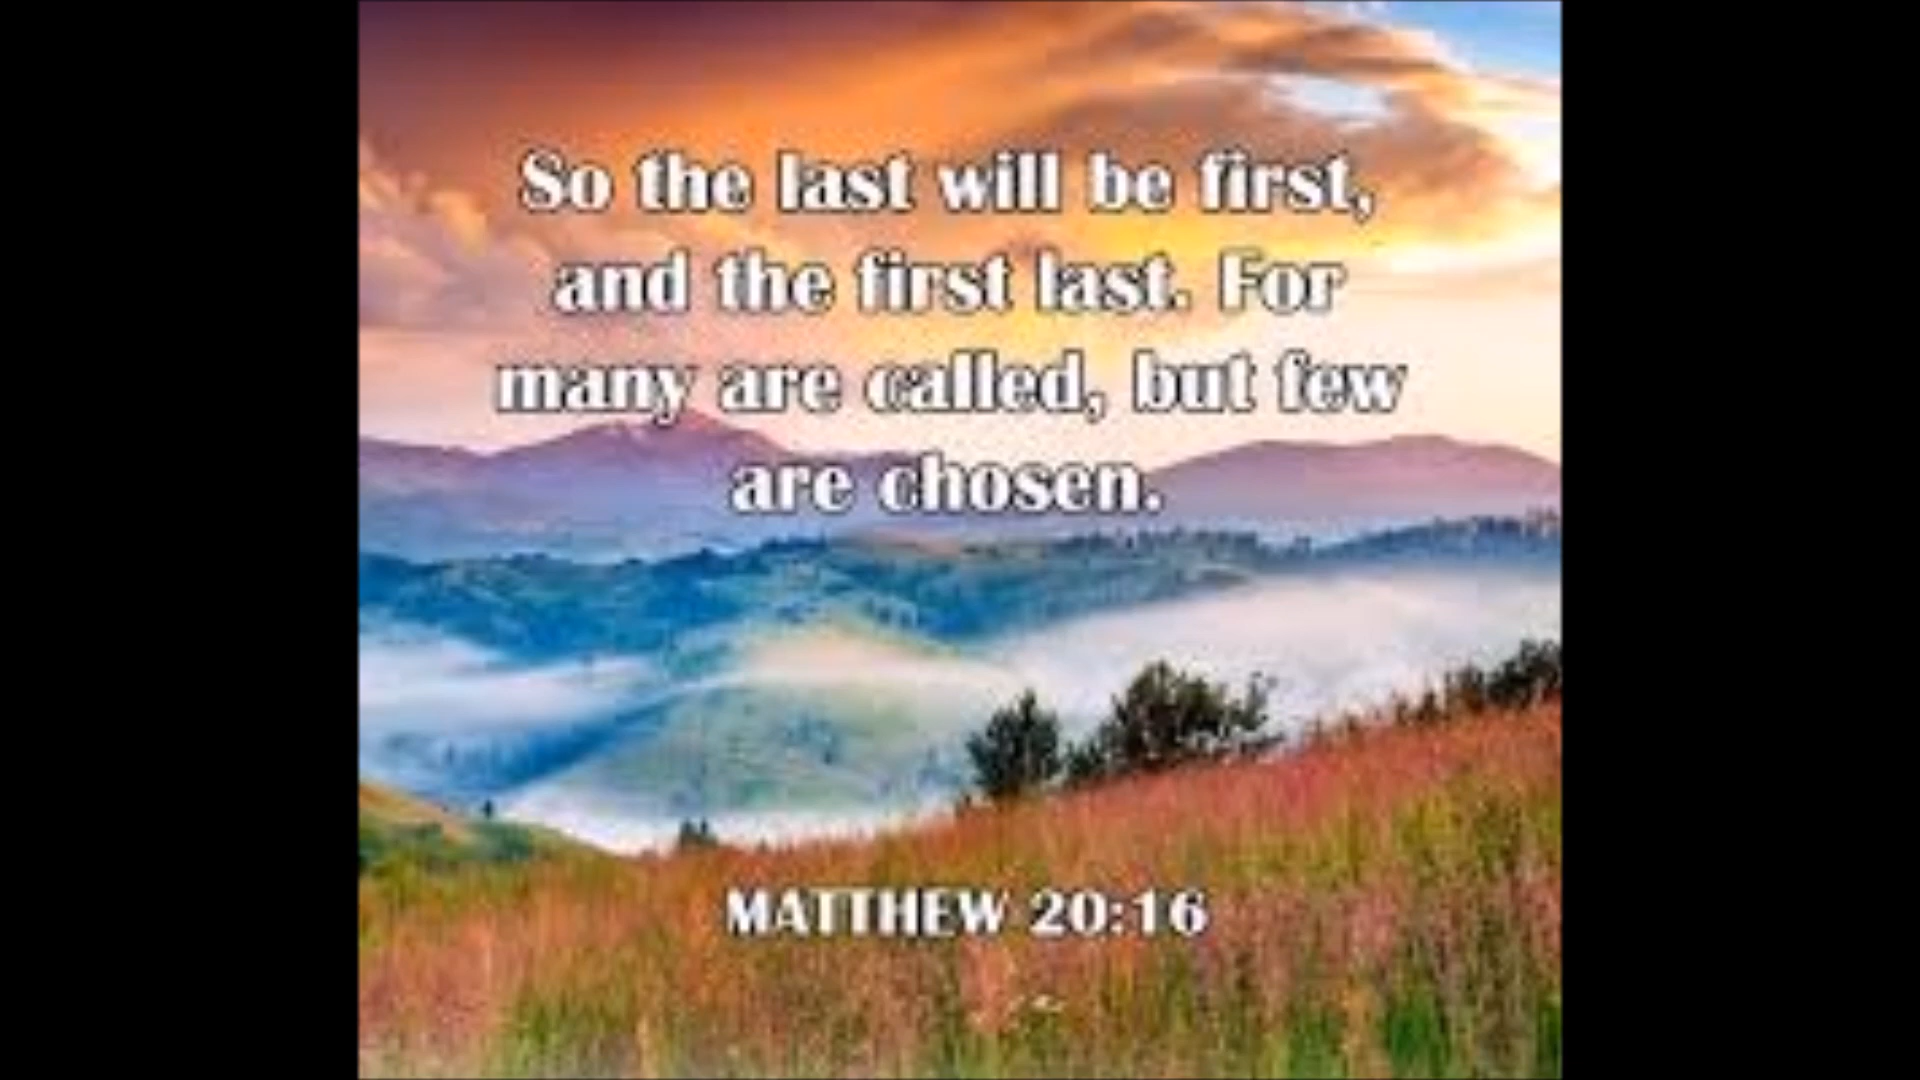 So the last will be first,
and the first last. For
many are called, but few
are chosen.
MATTHEW 20:16